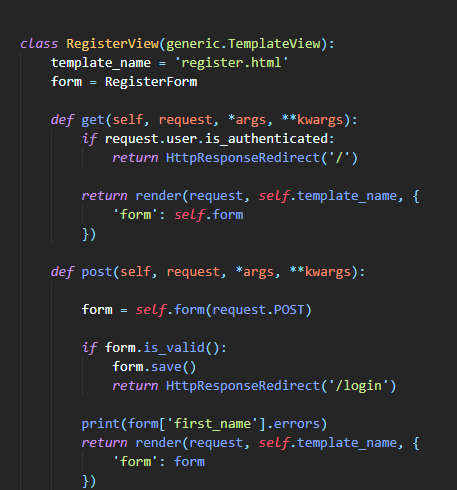 class RegisterView(generic.TemplateView):
    template_name = 'register.html'
    form = RegisterForm

    def get(self, request, *args, **kwargs):
        if request.user.is_authenticated:
            return HttpResponseRedirect('/')

        return render(request, self.template_name, {
            'form': self.form
        })

    def post(self, request, *args, **kwargs):

        form = self.form(request.POST)

        if form.is_valid():
            form.save()
            return HttpResponseRedirect('/login')

        print(form['first_name'].errors)
        return render(request, self.template_name, {
            'form': form
        })